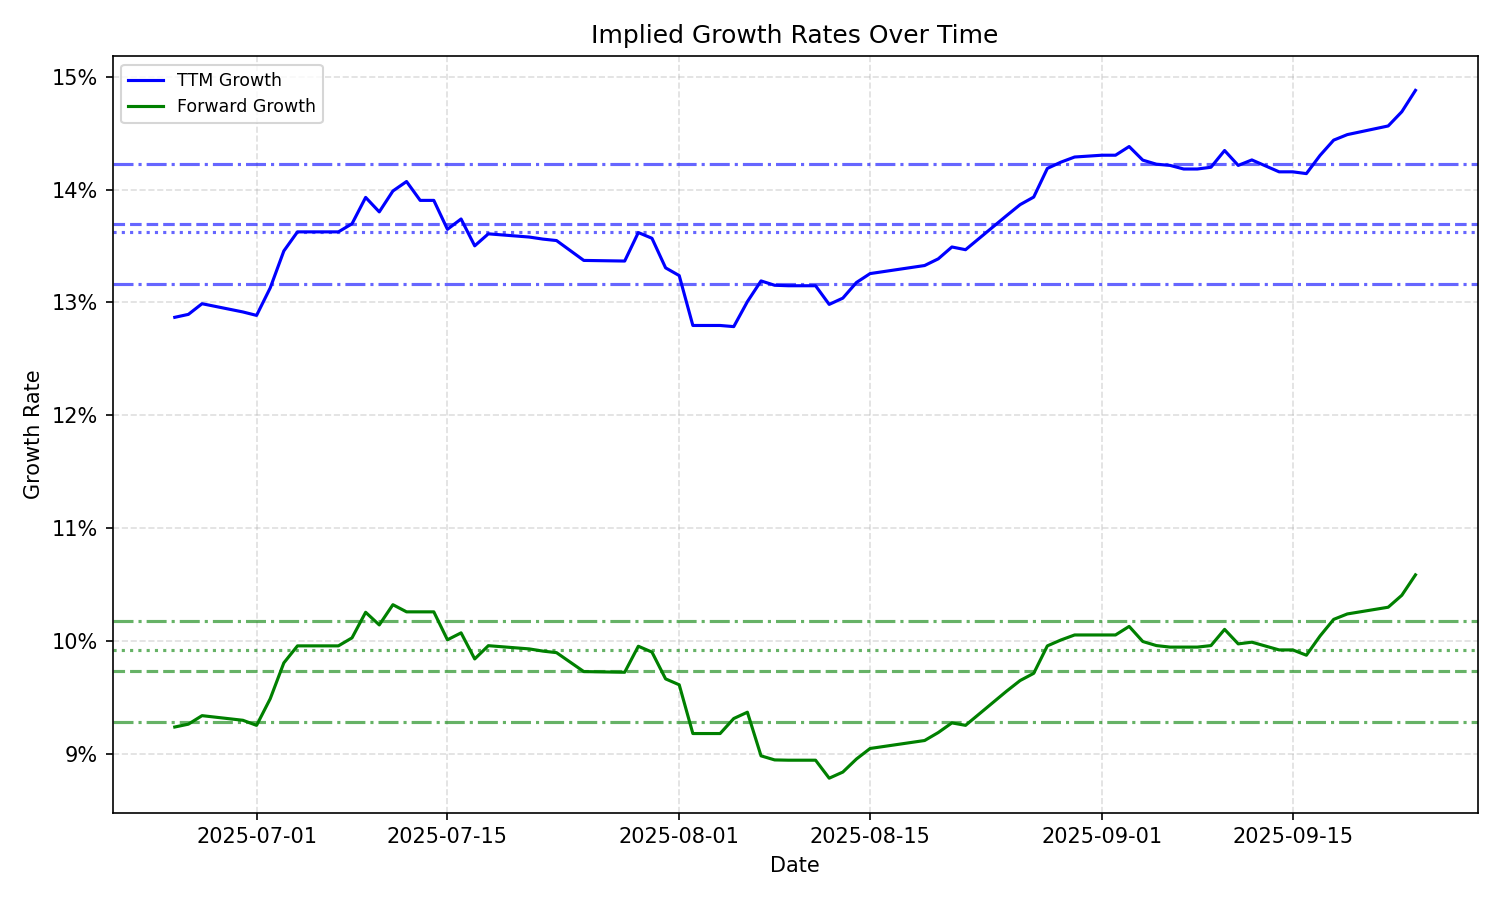 Implied Growth Rates Over Time
TTM Growth
Forward Growth
15%
14%
13%
12%
11%
10%
9%
Growth Rate
2025-07-01
2025-07-15
2025-08-01
2025-08-15
2025-09-01
2025-09-15
Date